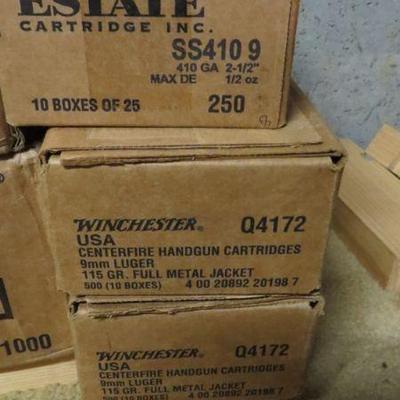 ESTATE
CARTRIDGE INC.
SS410 9
410 GA 2-1/2"
MAX DE 1/2 oz
10 BOXES OF 25 250
WINCHESTER® Q4172
USA
CENTERFIRE HANDGUN CARTRIDGES
9mm LUGER
115 GR. FULL METAL JACKET
500 (10 BOXES) 4 00 20892 20198 7
1000
WINCHESTER® Q4172
USA
CENTERFIRE HANDGUN CARTRIDGES
9mm LUGER
115 GR. FULL METAL JACKET
500 (10 BOXES) 4 00 20892 20198 7